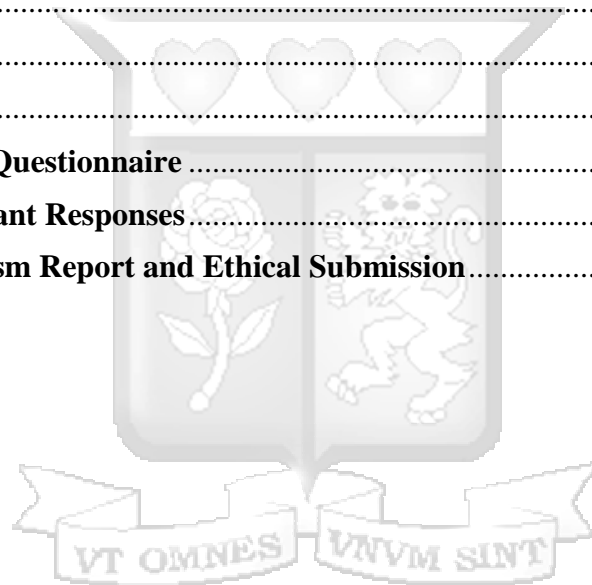 ................................................................
................................................................
................................................................
Questionnaire ................................................
ant Responses................................................
sm Report and Ethical Submission................
VT OMNES VNVM SINT